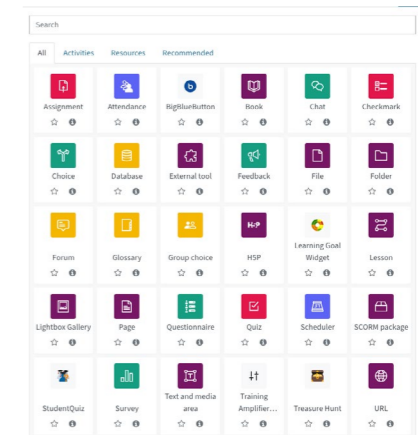 Search
All Activities Resources Recommended
Assignment Attendance BigBlueButton Book Chat Checkmark
Choice Database External tool Feedback File Folder
Forum Glossary Group choice H5P Learning Goal Widget Lesson
H5P
Lightbox Gallery Page Questionnaire Quiz Scheduler SCORM package
StudentQuiz Survey Text and media area Training Amplifier... Treasure Hunt URL